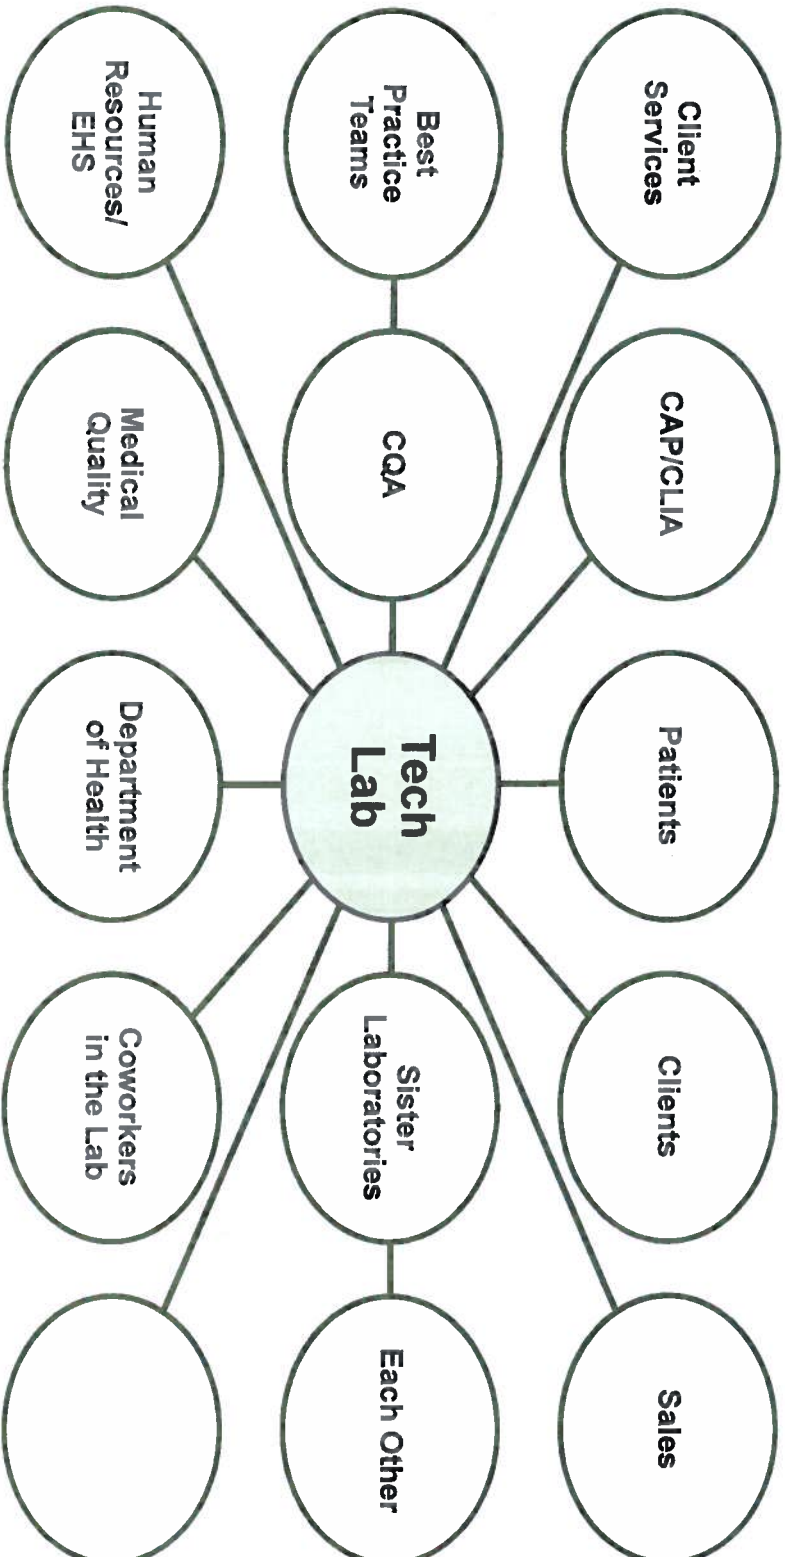 Client
Services
CAP/CLIA
Patients
Clients
Sales
Best
Practice
Teams
CQA
Tech
Lab
Sister
Laboratories
Each Other
Human
Resources/
EHS
Medical
Quality
Department
of Health
Coworkers
in the Lab